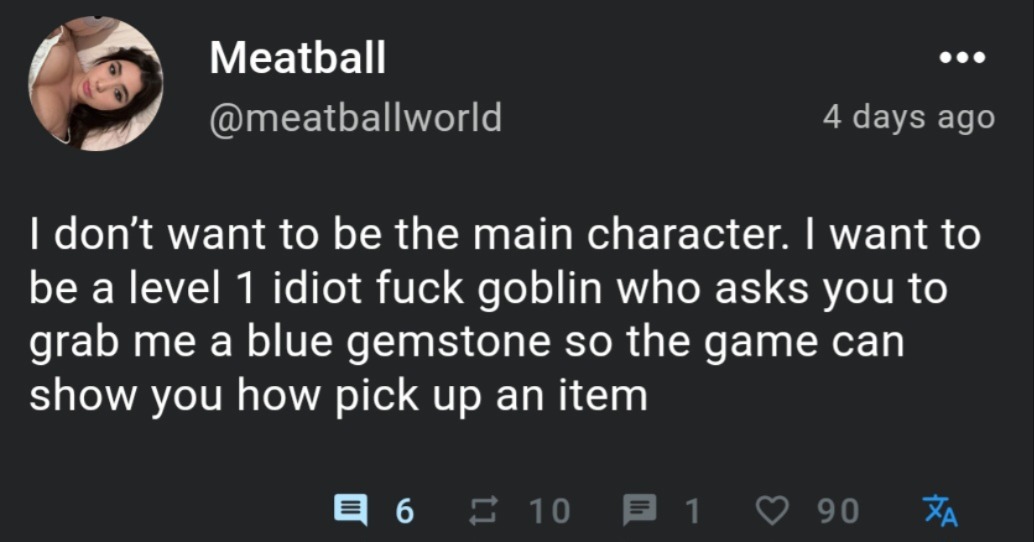 Meatball
@meatballworld
4 days ago
I don’t want to be the main character. I want to
be a level 1 idiot fuck goblin who asks you to
grab me a blue gemstone so the game can
show you how pick up an item
6 10 1 90